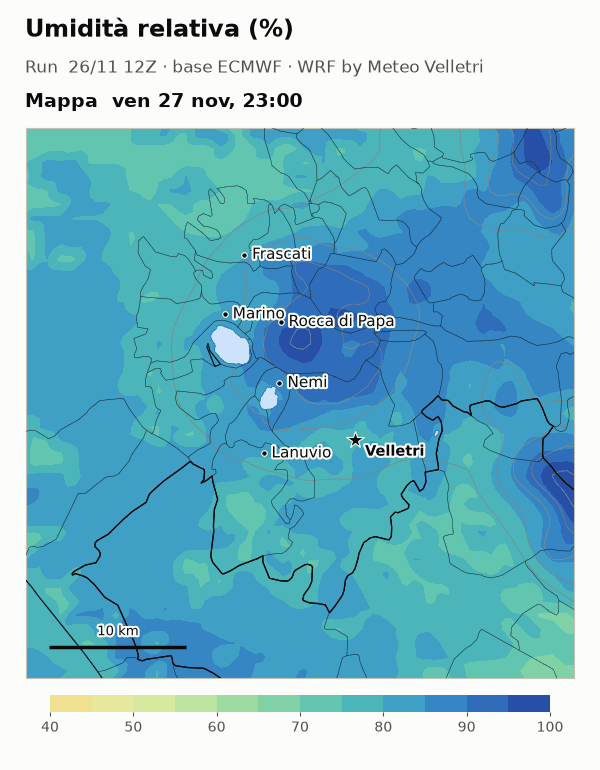 Umidità relativa (%)
Run  26/11 12Z · base ECMWF · WRF by Meteo Velletri
Mappa  ven 27 nov, 23:00
Frascati
Marino
Rocca di Papa
Nemi
Velletri
Lanuvio
10 km
40 50 60 70 80 90 100